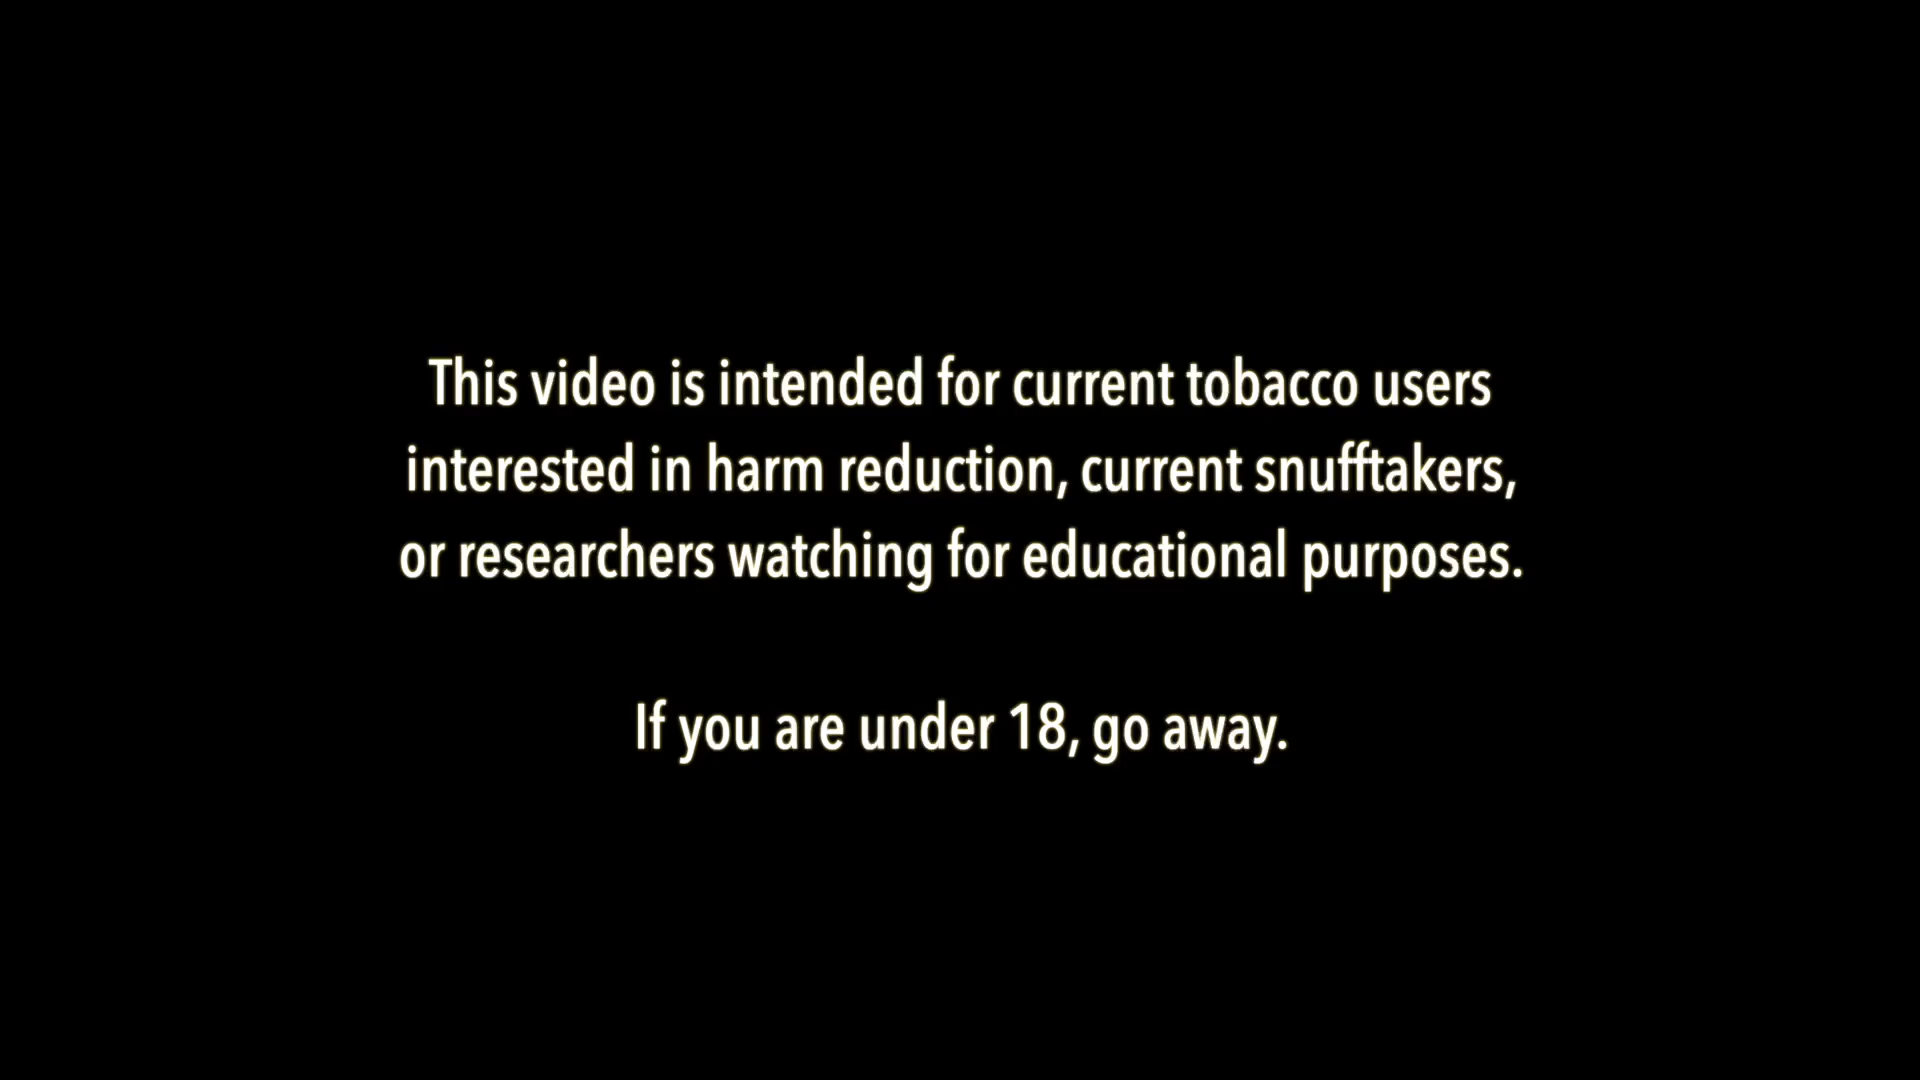 This video is intended for current tobacco users
interested in harm reduction, current snufftakers,
or researchers watching for educational purposes.
If you are under 18, go away.